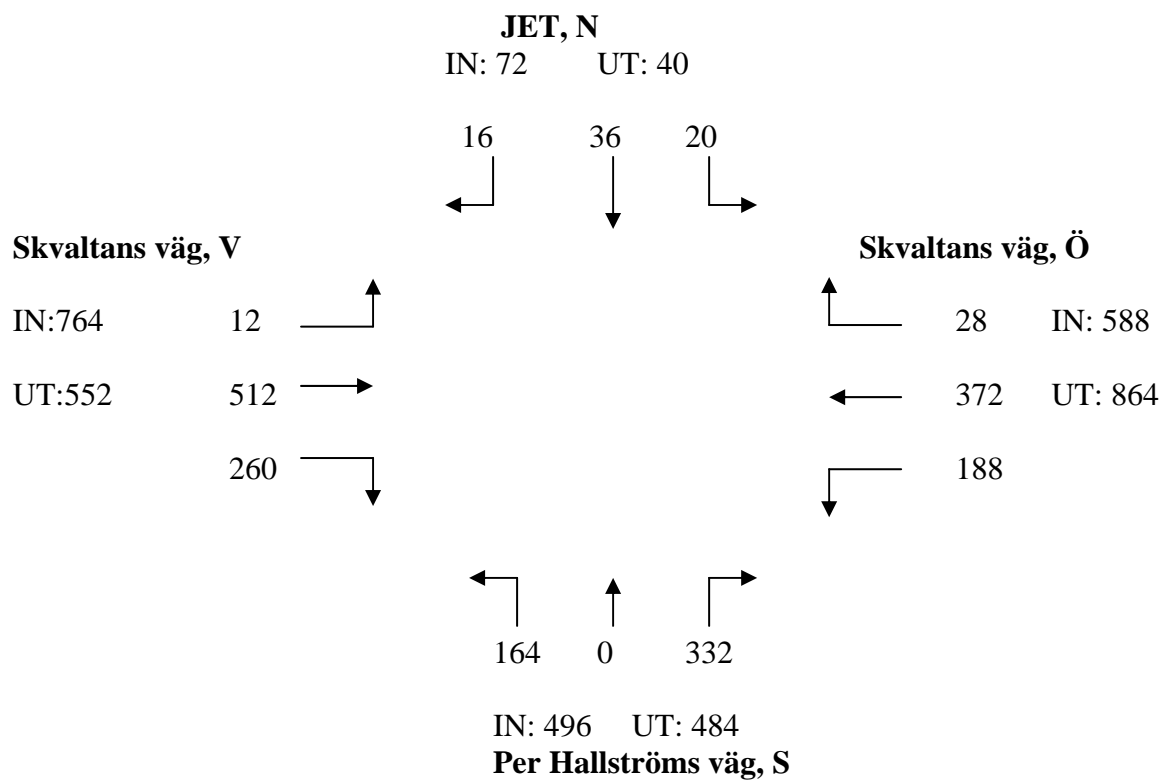 JET, N
IN: 72 UT: 40
16 36 20
Skvaltans väg, V Skvaltans väg, Ö
IN:764 12 28 IN: 588
UT:552 512 372 UT: 864
260 188
164 0 332
IN: 496 UT: 484
Per Hallströms väg, S